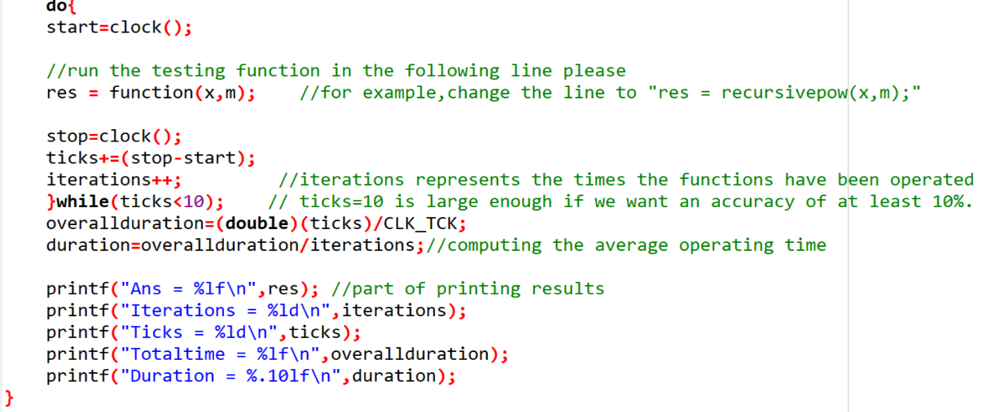 do{
start=clock();
//run the testing function in the following line please
res = function(x,m);    //for example,change the line to "res = recursivepow(x,m);"
stop=clock();
ticks+=(stop-start);
iterations++;         //iterations represents the times the functions have been operated
}while(ticks<10);    // ticks=10 is large enough if we want an accuracy of at least 10%.
overallduration=(double)(ticks)/CLK_TCK;
duration=overallduration/iterations;//computing the average operating time
printf("Ans = %lf\n",res); //part of printing results
printf("Iterations = %ld\n",iterations);
printf("Ticks = %ld\n",ticks);
printf("Totaltime = %lf\n",overallduration);
printf("Duration = %.10lf\n",duration);
}